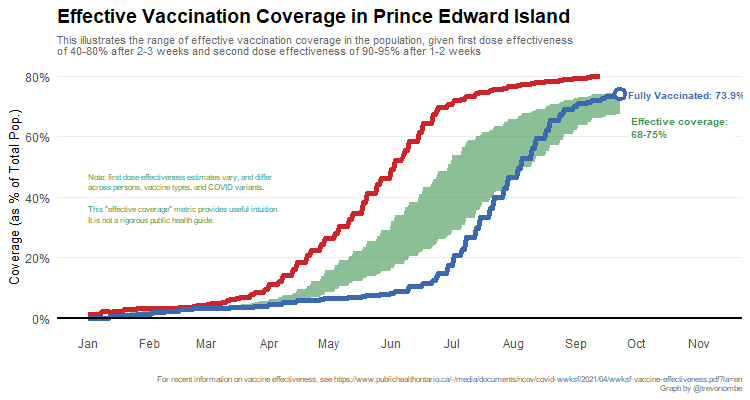 Effective Vaccination Coverage in Prince Edward Island
This illustrates the range of effective vaccination coverage in the population, given first dose effectiveness
of 40-80% after 2-3 weeks and second dose effectiveness of 90-95% after 1-2 weeks
Coverage (as % of Total Pop.)
80%
60%
40%
20%
0%
Note: first dose effectiveness estimates vary, and differ
across persons, vaccine types, and COVID variants.
This "effective coverage" metric provides useful intuition.
It is not a rigorous public health guide.
Fully Vaccinated: 73.9%
Effective coverage:
68-75%
Jan Feb Mar Apr May Jun Jul Aug Sep Oct Nov
For recent information on vaccine effectiveness, see https://www.publichealthontario.ca/-/media/documents/ncov/covid-wwksf/2021/04/wwksf-vaccine-effectiveness.pdf?la=en
Graph by @trevortombe